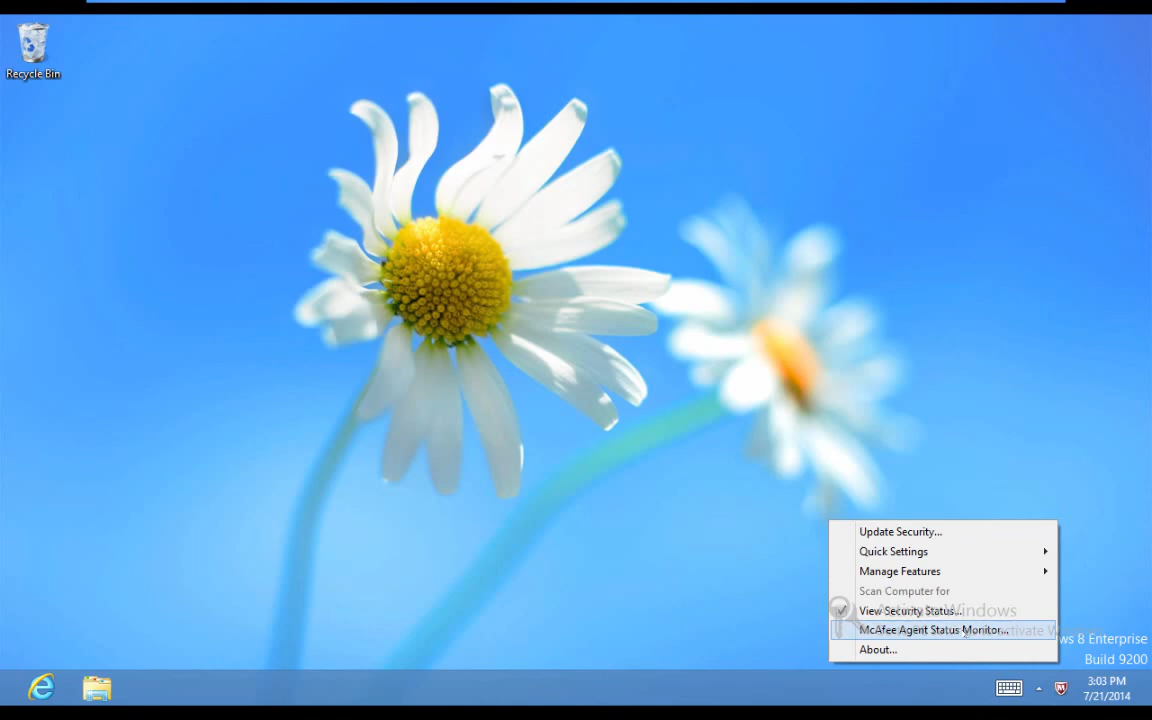 Recycle Bin
Update Security...
Quick Settings
Manage Features
Scan Computer for
View Security Status...
Activate Windows
McAfee Agent Status Monitor...
activate W
ws 8 Enterprise
About...
Build 9200
3:03 PM
7/21/2014